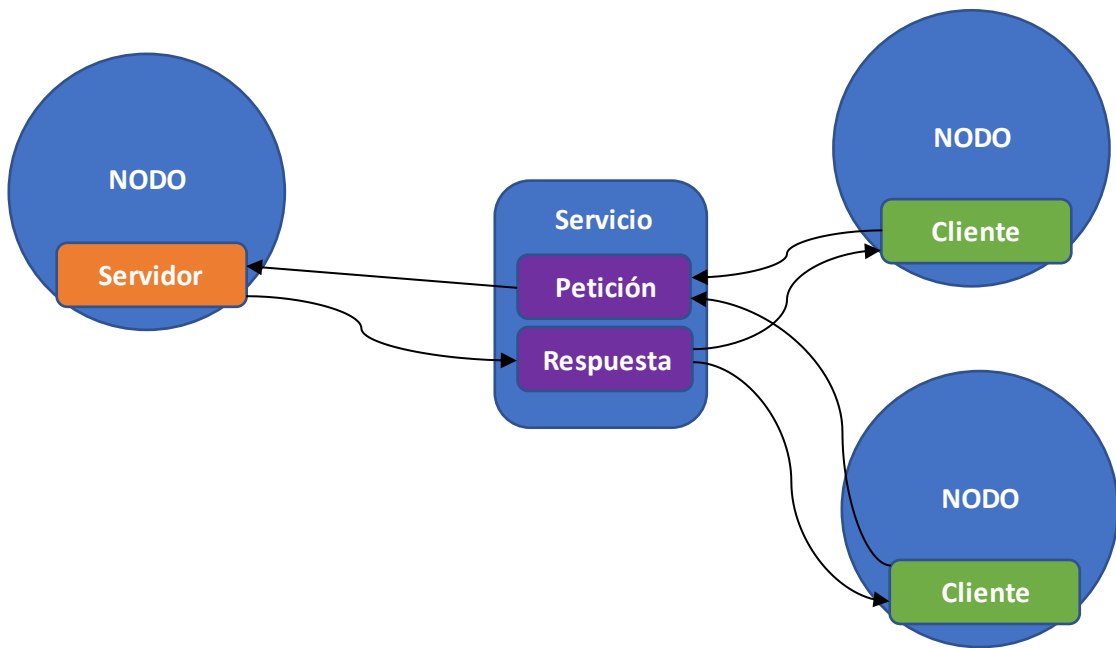 NODO
Servidor
Servicio
Petición
Respuesta
NODO
Cliente
NODO
Cliente